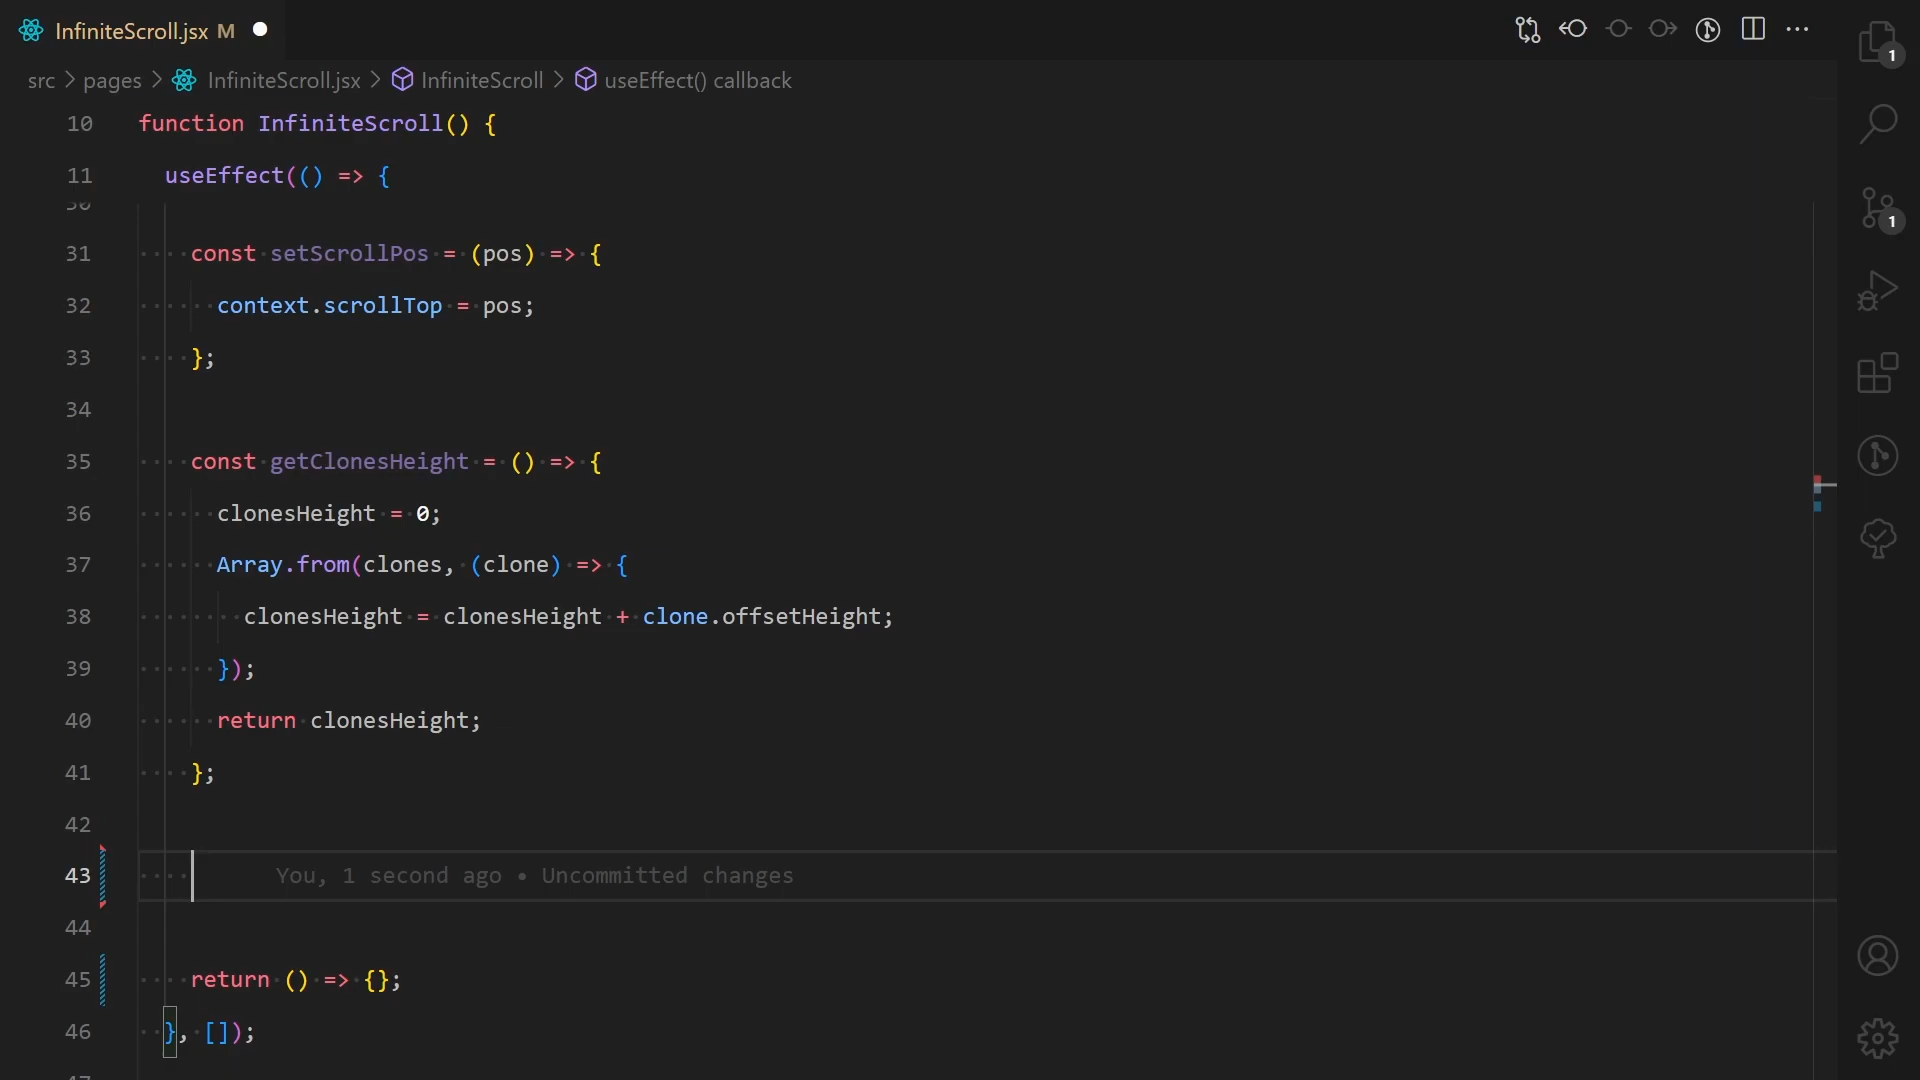 InfiniteScroll.jsx M
src > pages > InfiniteScroll.jsx > InfiniteScroll > useEffect() callback
10 function InfiniteScroll() {
11 useEffect(() => {
31 const setScrollPos = (pos) => {
32 context.scrollTop = pos;
33 };
34
35 const getClonesHeight = () => {
36 clonesHeight = 0;
37 Array.from(clones, (clone) => {
38 clonesHeight = clonesHeight + clone.offsetHeight;
39 });
40 return clonesHeight;
41 };
42
43 You, 1 second ago • Uncommitted changes
44
45 return () => {};
46 }, []);
1
1